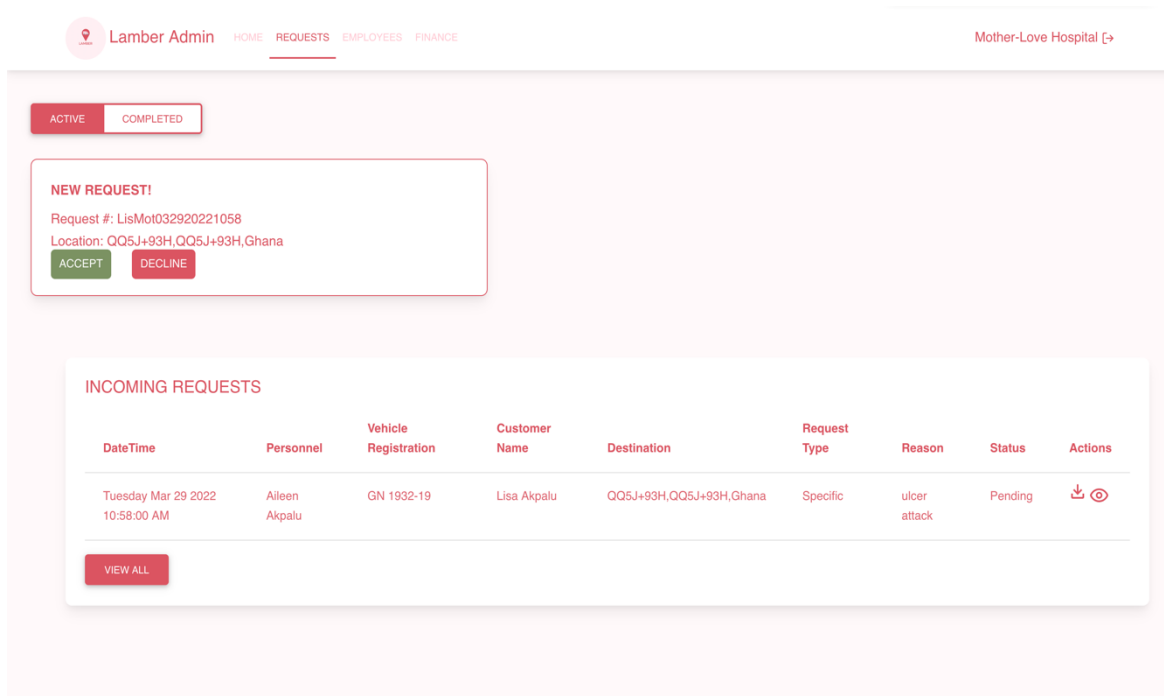 Lamber Admin HOME REQUESTS EMPLOYEES FINANCE Mother-Love Hospital
ACTIVE COMPLETED
NEW REQUEST!
Request #: LisMot032920221058
Location: QQ5J+93H,QQ5J+93H,Ghana
ACCEPT DECLINE
INCOMING REQUESTS
Vehicle Customer Request
DateTime Personnel Registration Name Destination Type Reason Status Actions
Tuesday Mar 29 2022 Aileen GN 1932-19 Lisa Akpalu QQ5J+93H,QQ5J+93H,Ghana Specific ulcer Pending
10:58:00 AM Akpalu attack
VIEW ALL